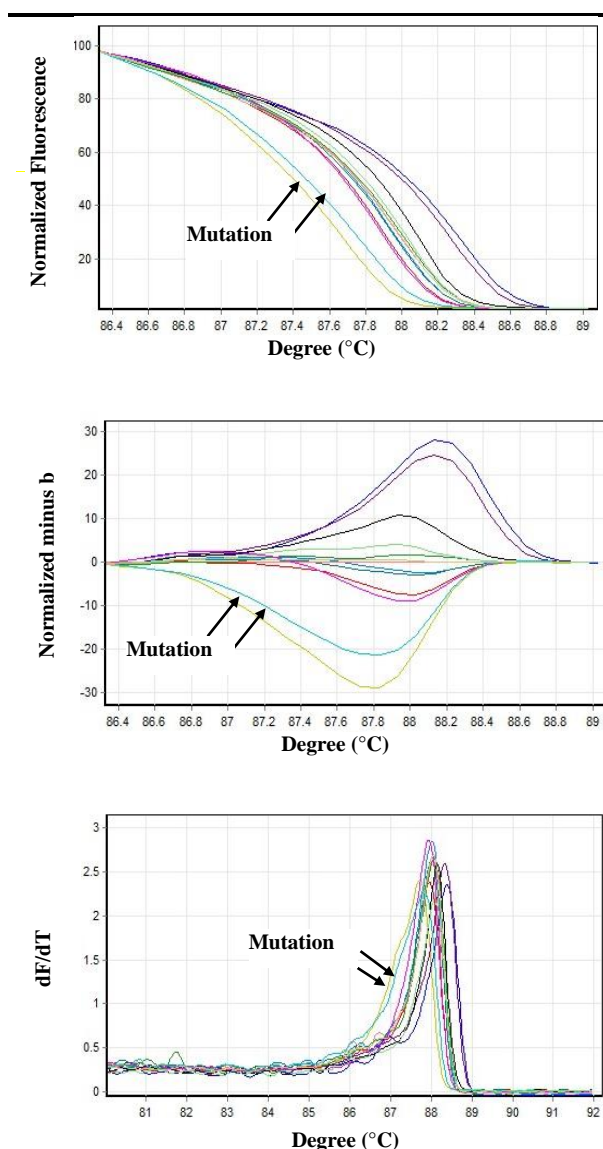 Normalized Fluorescence
100
80
60
40
20
Mutation
86.4 86.6 86.8 87 87.2 87.4 87.6 87.8 88 88.2 88.4 88.6 88.8 89
Degree (°C)
Normalized minus b
30
20
10
0
-10
-20
-30
Mutation
86.4 86.6 86.8 87 87.2 87.4 87.6 87.8 88 88.2 88.4 88.6 88.8 89
Degree (°C)
dF/dT
3
2.5
2
1.5
1
0.5
0
Mutation
81 82 83 84 85 86 87 88 89 90 91 92
Degree (°C)